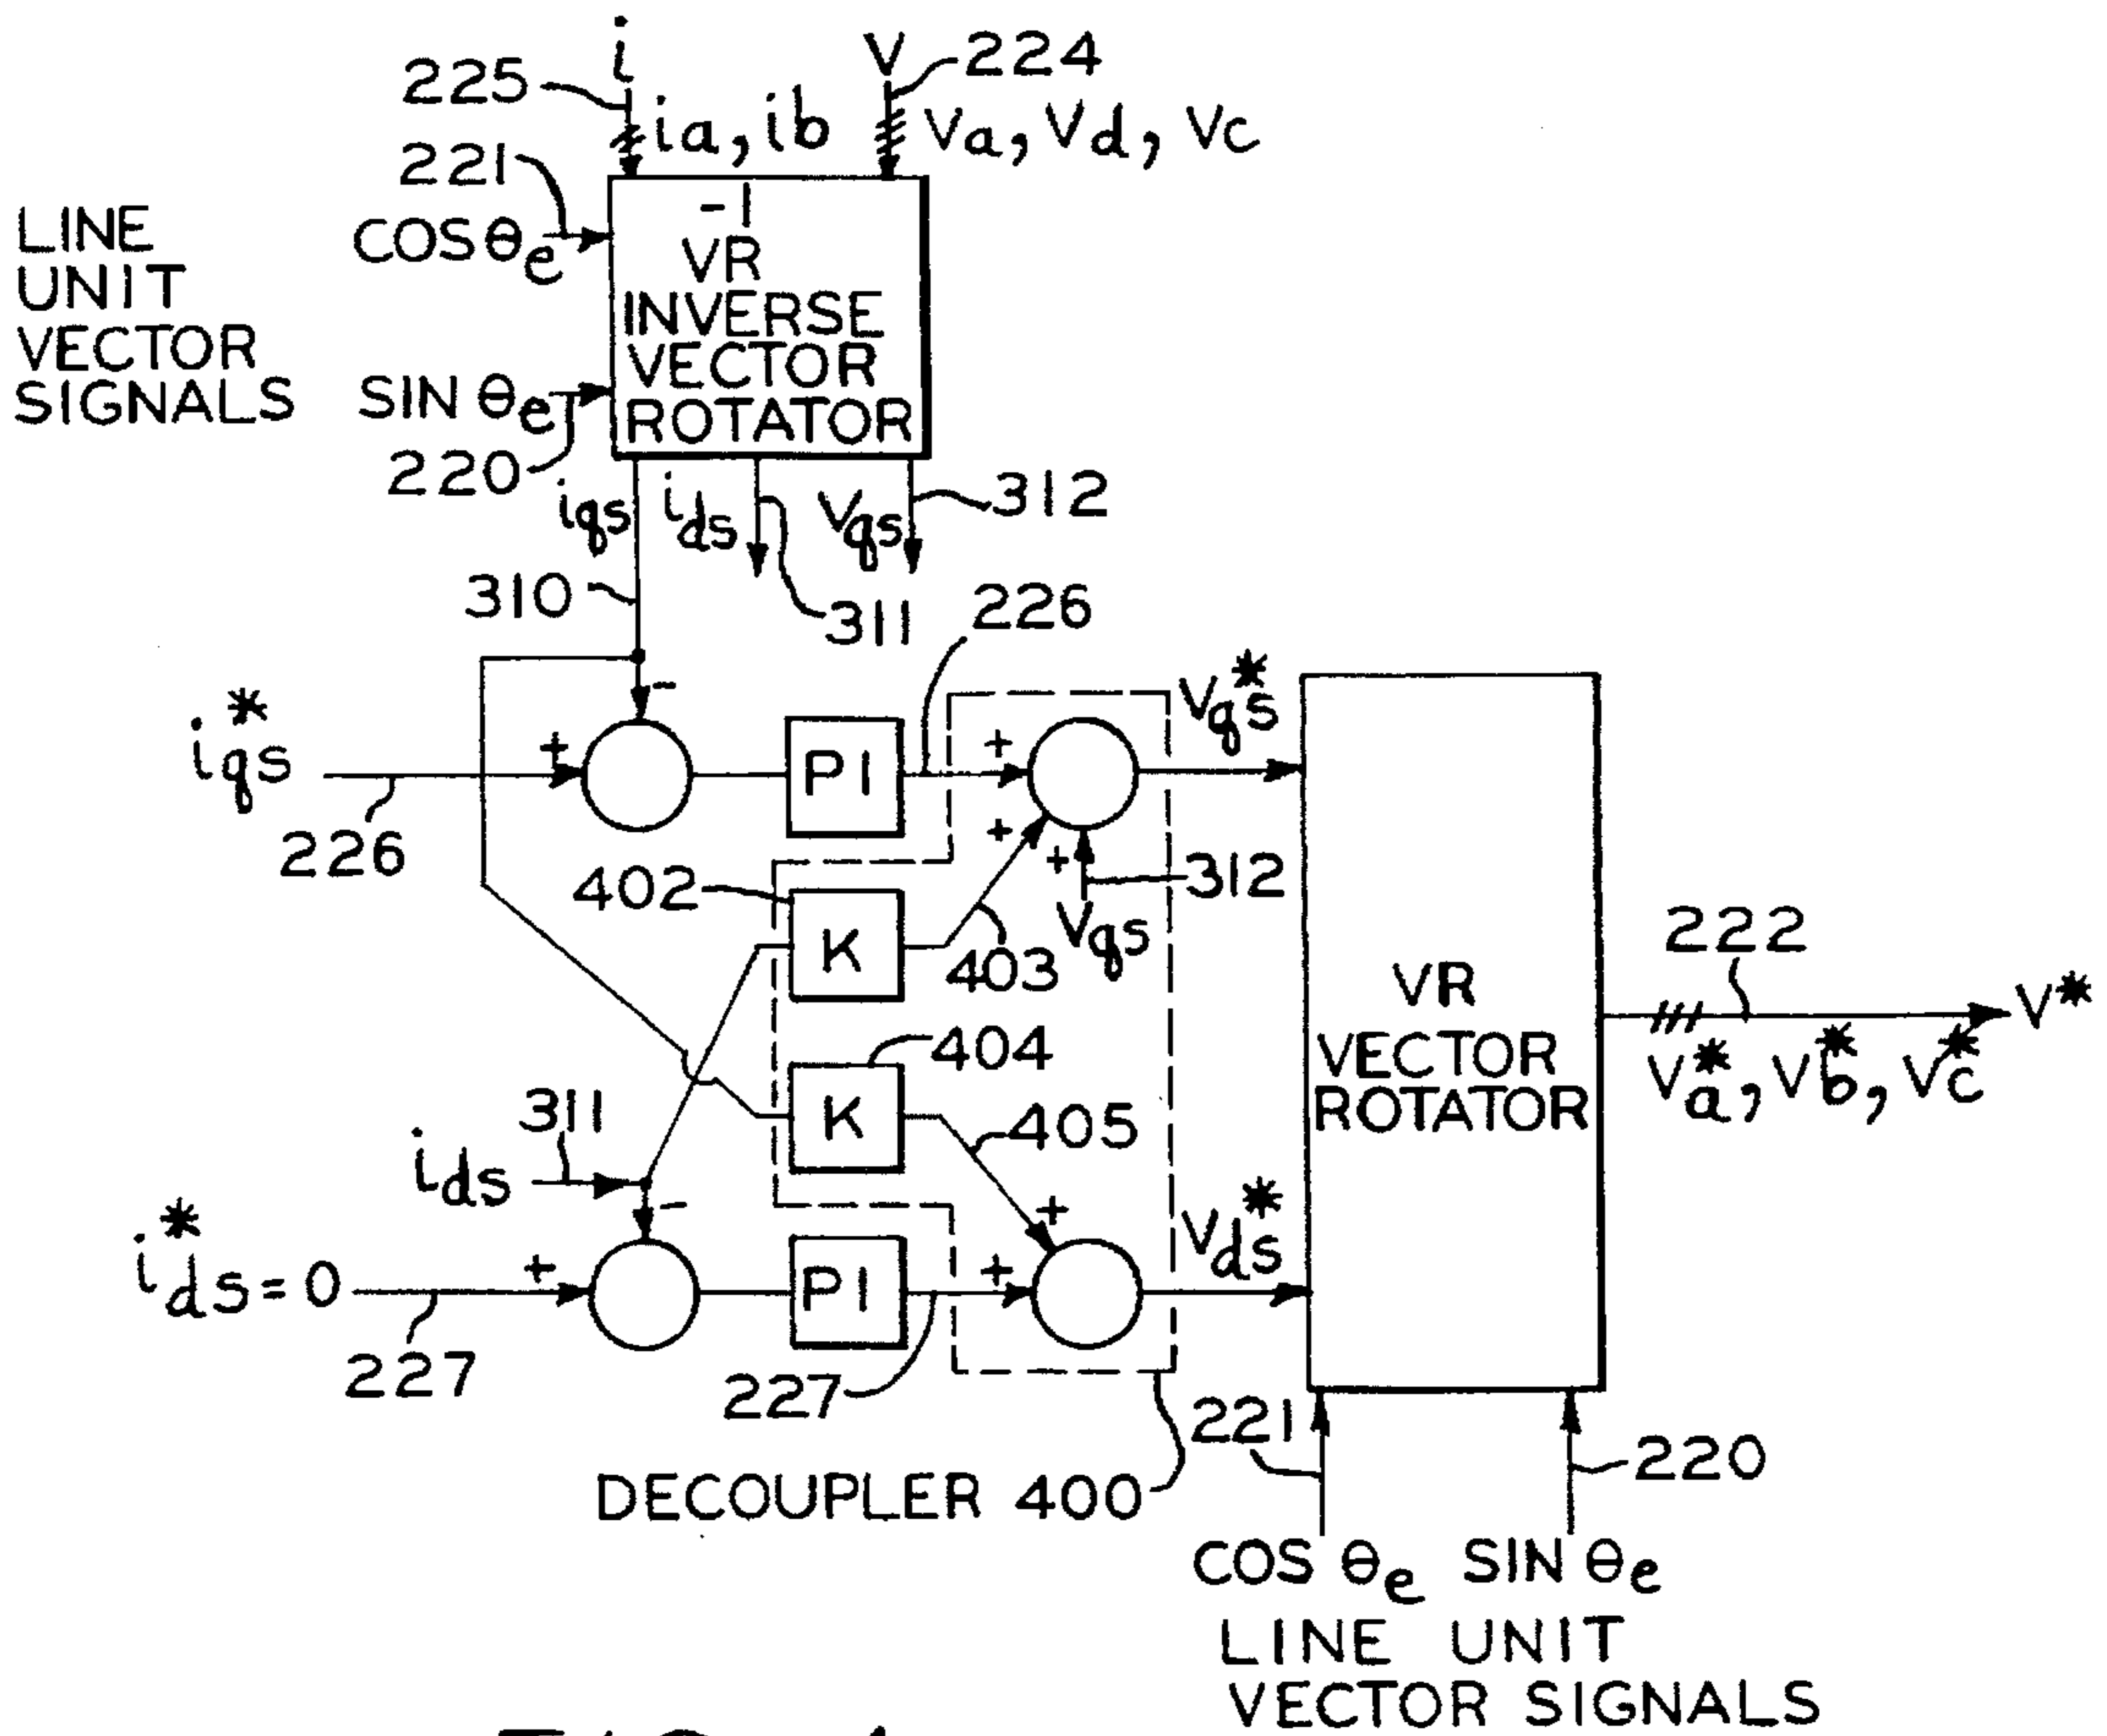 i
V
224
225
ia, ib
Va, Vd, Vc
221
LINE
UNIT
VECTOR
SIGNALS
COS θe
-1
VR
INVERSE
VECTOR
ROTATOR
SIN θe
220
iqs
ids
Vqs
312
310
311
226
iqs*
-
+
PI
+
Vqs*
226
+
+
312
402
K
403
Vqs
VR
VECTOR
ROTATOR
222
V*
Va*, Vb*, Vc*
404
K
405
311
ids
-
+
Vds*
ids* = 0
+
PI
+
227
227
221
220
DECOUPLER 400
COS θe SIN θe
LINE UNIT
VECTOR SIGNALS